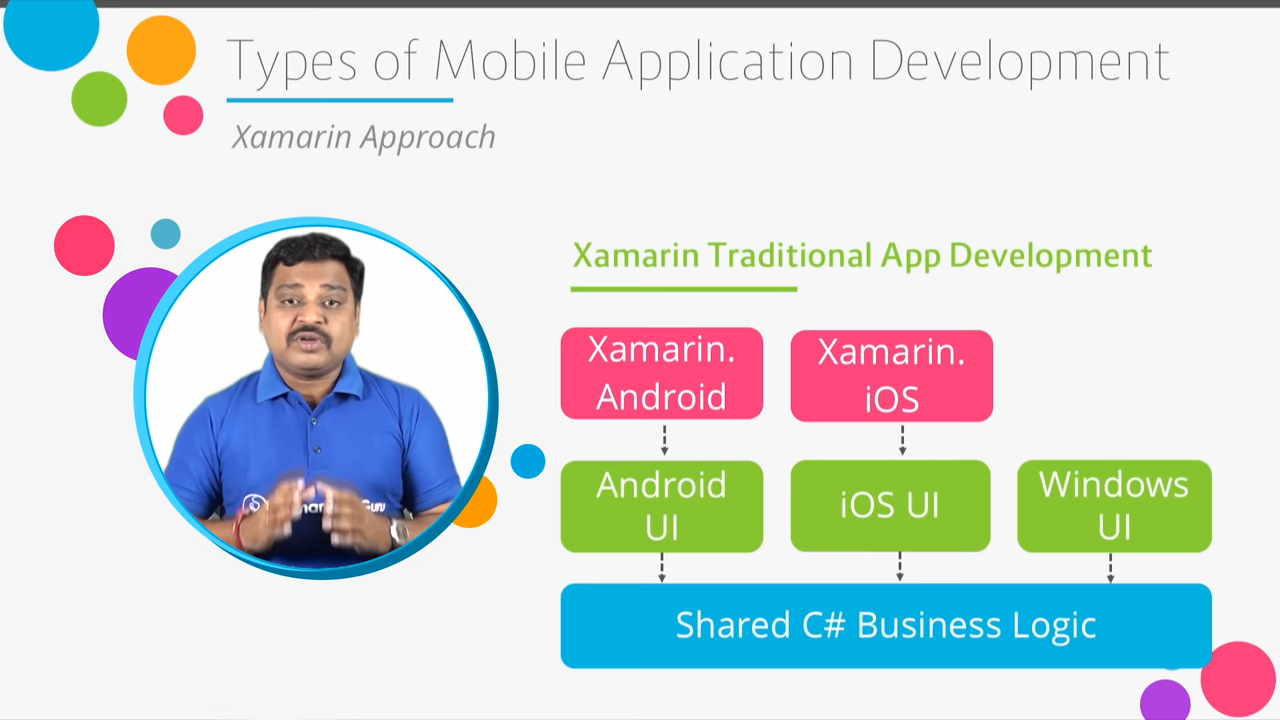 Types of Mobile Application Development
Xamarin Approach
Xamarin Traditional App Development
Xamarin.
Android
Xamarin.
iOS
Android
UI
iOS UI
Windows
UI
Shared C# Business Logic